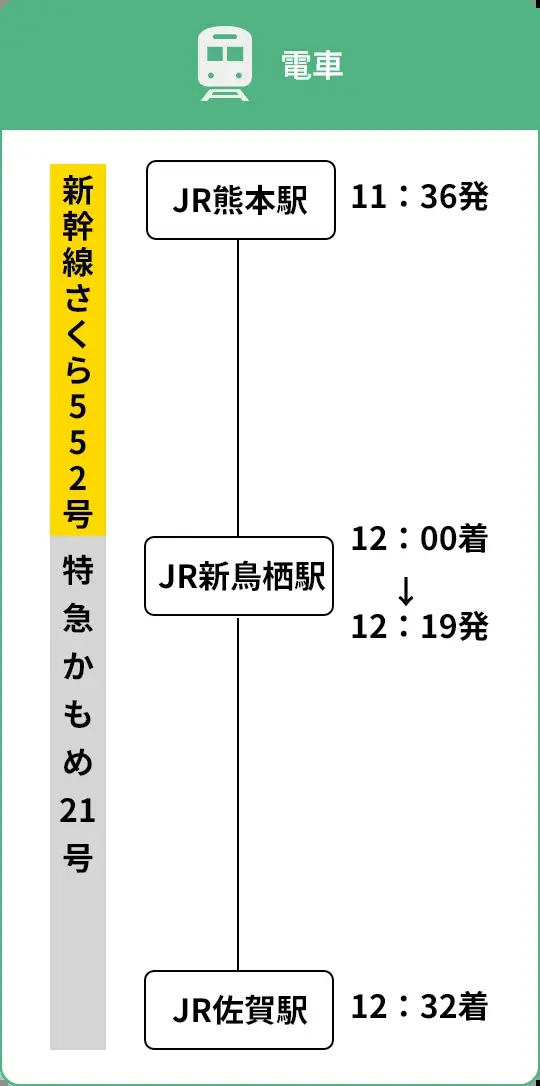 電車
新幹線さくら552号
JR熊本駅
11：36発
JR新鳥栖駅
12：00着
↓
12：19発
特急かもめ21号
JR佐賀駅
12：32着